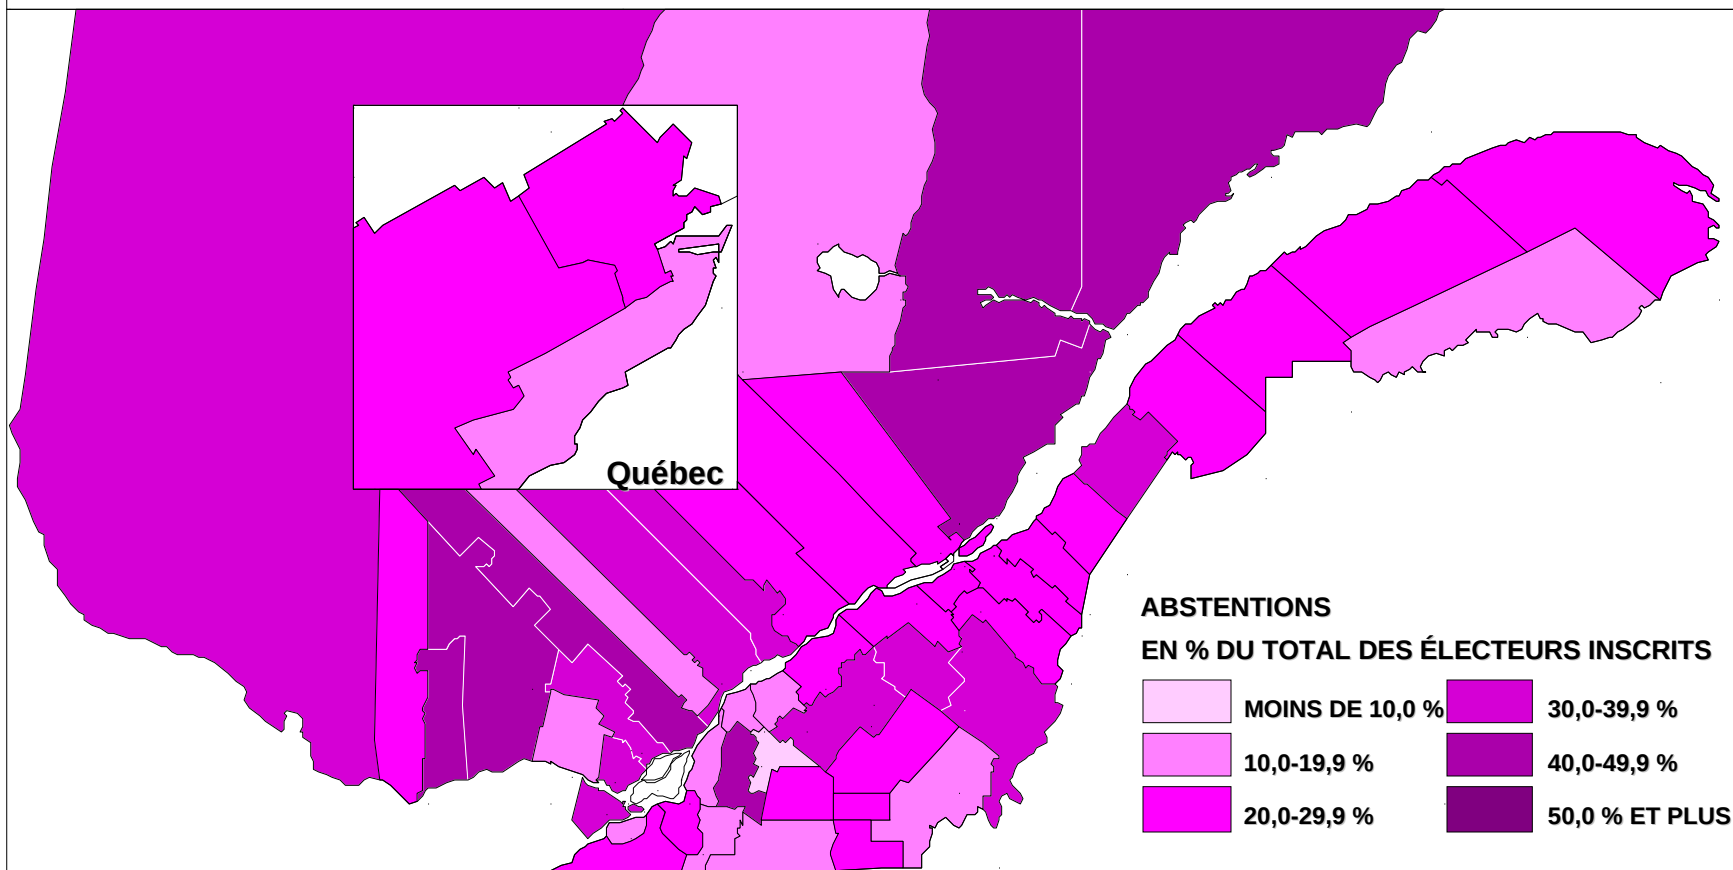 Québec
ABSTENTIONS
EN % DU TOTAL DES ÉLECTEURS INSCRITS
MOINS DE 10,0 %
10,0-19,9 %
20,0-29,9 %
30,0-39,9 %
40,0-49,9 %
50,0 % ET PLUS